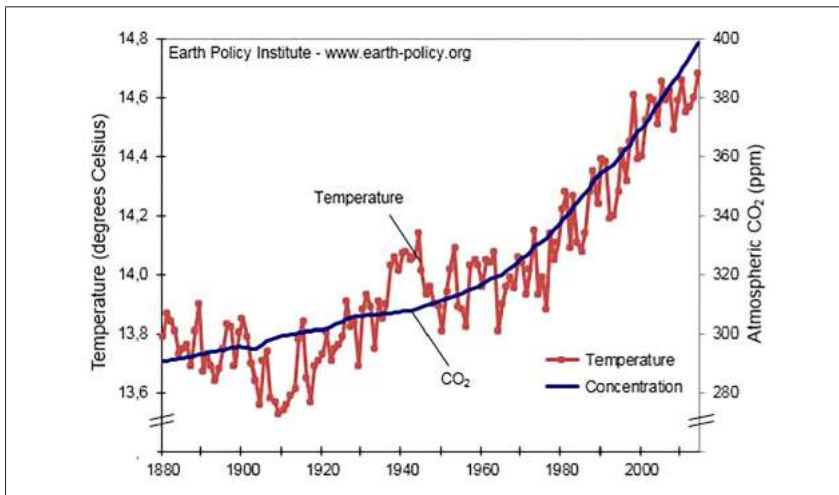 Earth Policy Institute - www.earth-policy.org
Temperature (degrees Celsius)
14,8
14,6
14,4
14,2
14,0
13,8
13,6
Atmospheric CO₂ (ppm)
400
380
360
340
320
300
280
Temperature
CO₂
Temperature
Concentration
1880 1900 1920 1940 1960 1980 2000